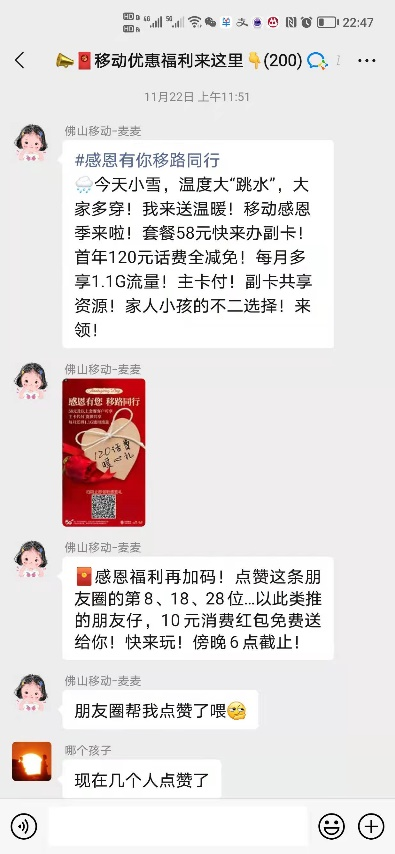 22:47
移动优惠福利来这里(200)
11月22日 上午11:51
佛山移动-麦麦
#感恩有你移路同行
今天小雪，温度大“跳水”，大
家多穿！我来送温暖！移动感恩
季来啦！套餐58元快来办副卡！
首年120元话费全减免！每月多
享1.1G流量！主卡付！副卡共享
资源！家人小孩的不二选择！来
领！
佛山移动-麦麦
感恩有您 移路同行
120话费
暖心礼
佛山移动-麦麦
感恩福利再加码！点赞这条朋
友圈的第8、18、28位...以此类推
的朋友仔，10元消费红包免费送
给你！快来玩！傍晚6点截止！
佛山移动-麦麦
朋友圈帮我点赞了喂
哪个孩子
现在几个人点赞了